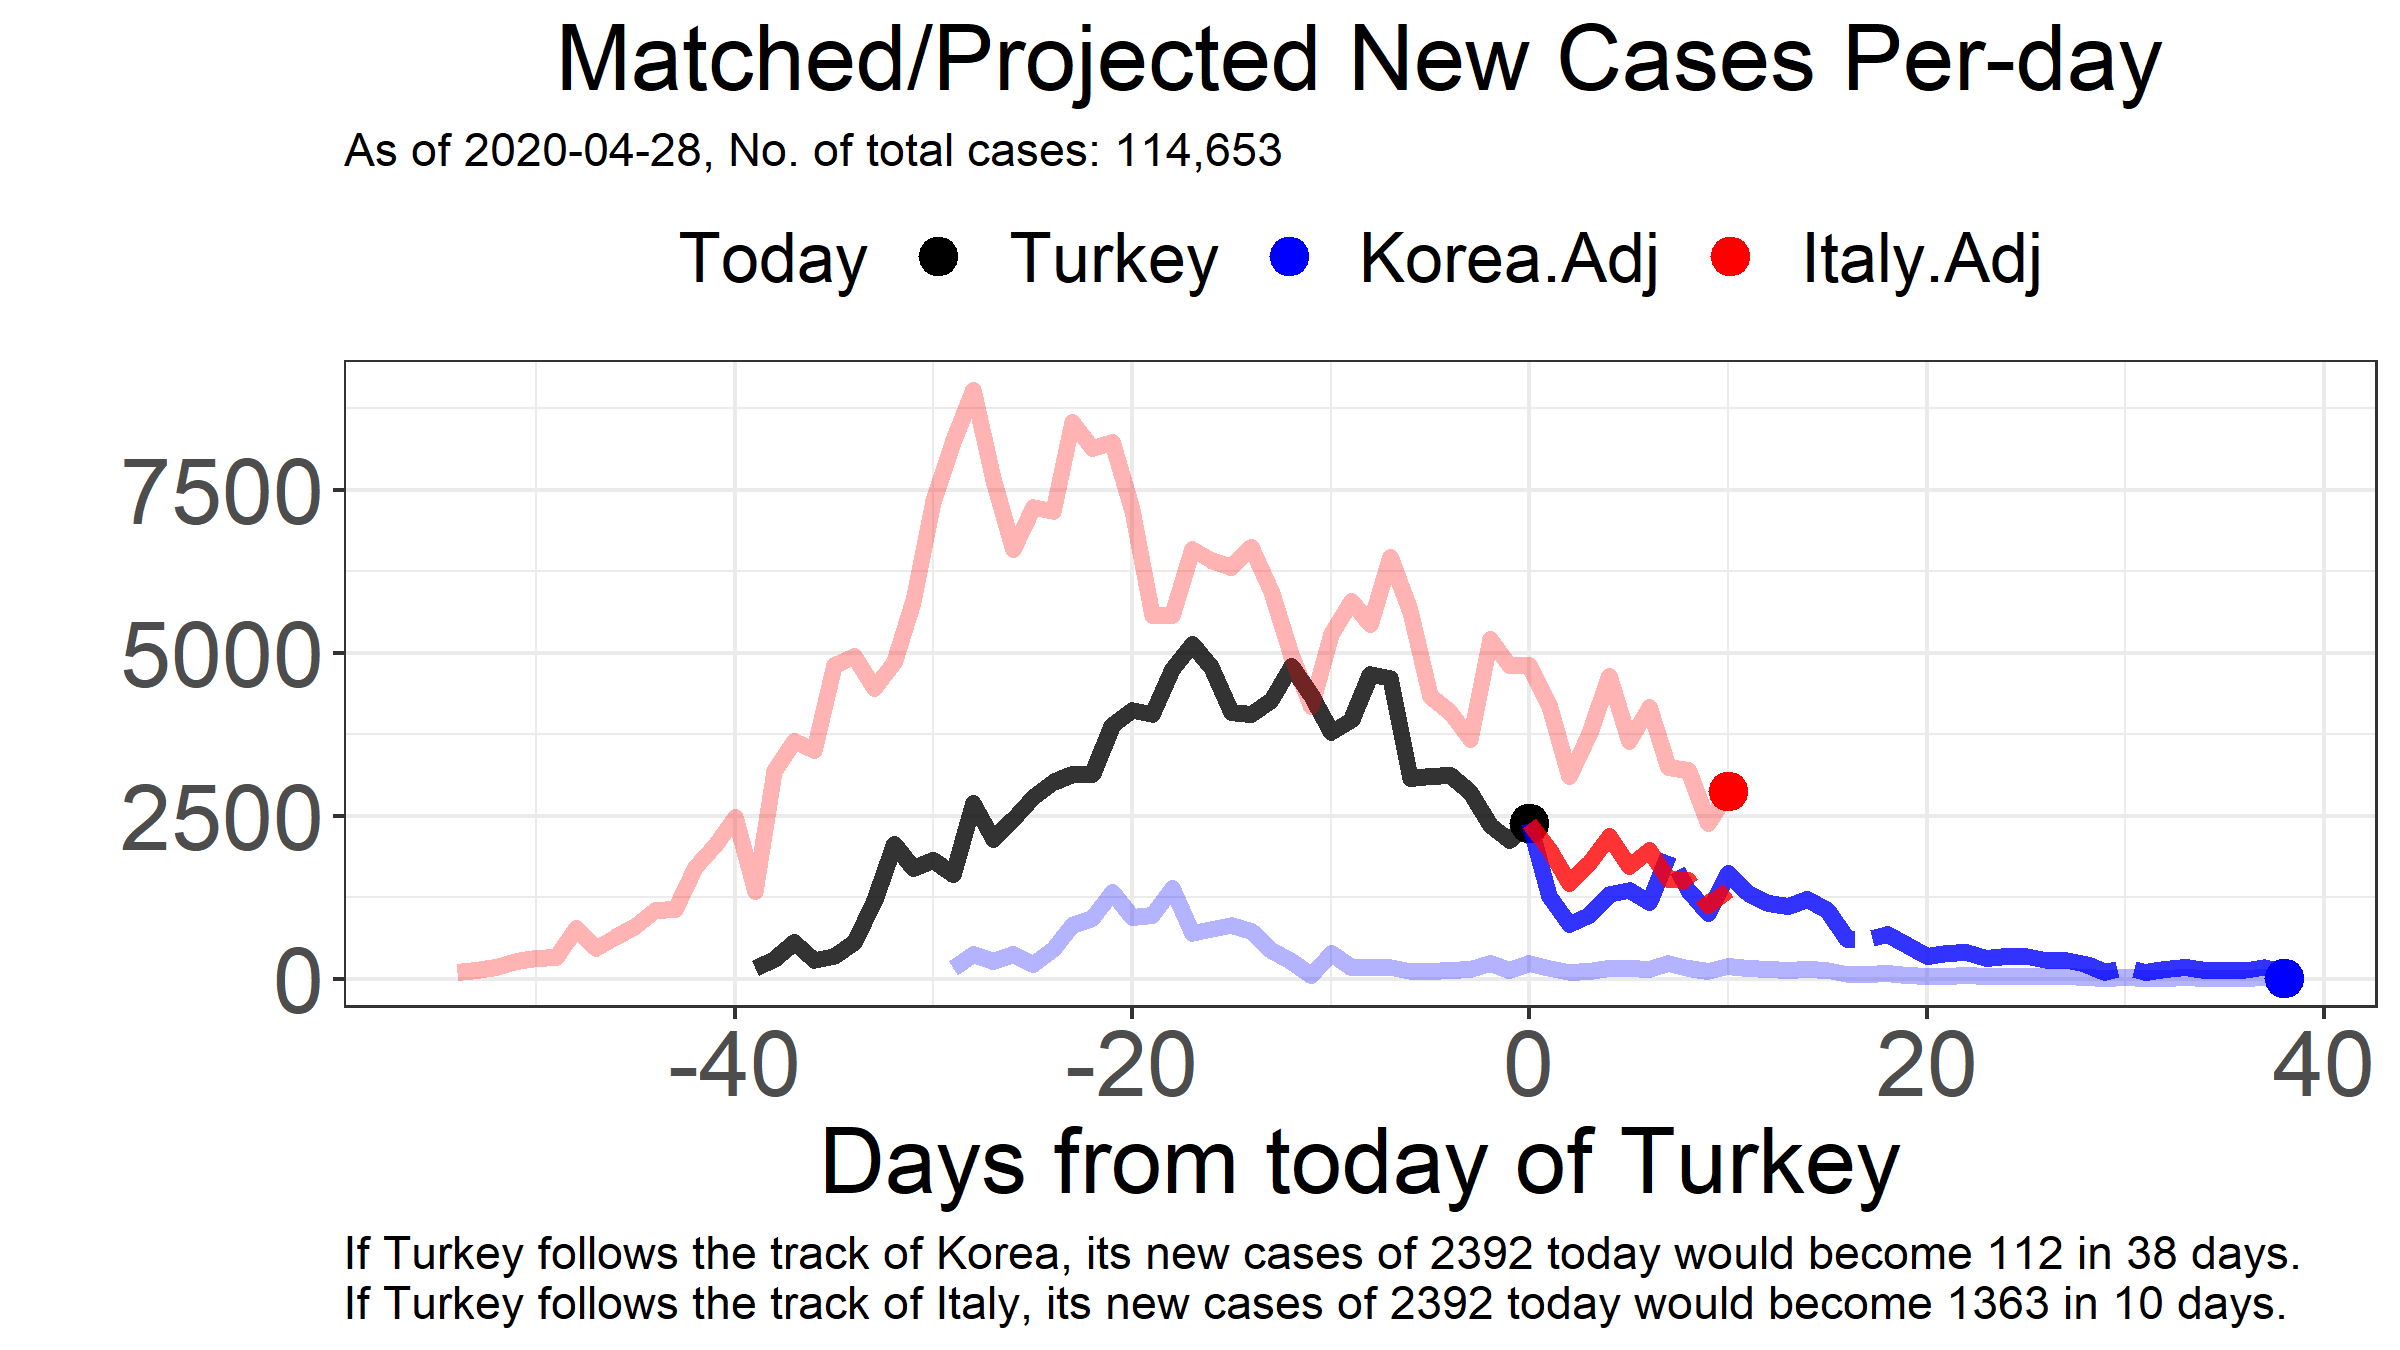 Matched/Projected New Cases Per-day
As of 2020-04-28, No. of total cases: 114,653
Today Turkey Korea.Adj Italy.Adj
7500
5000
2500
0
-40 -20 0 20 40
Days from today of Turkey
If Turkey follows the track of Korea, its new cases of 2392 today would become 112 in 38 days.
If Turkey follows the track of Italy, its new cases of 2392 today would become 1363 in 10 days.